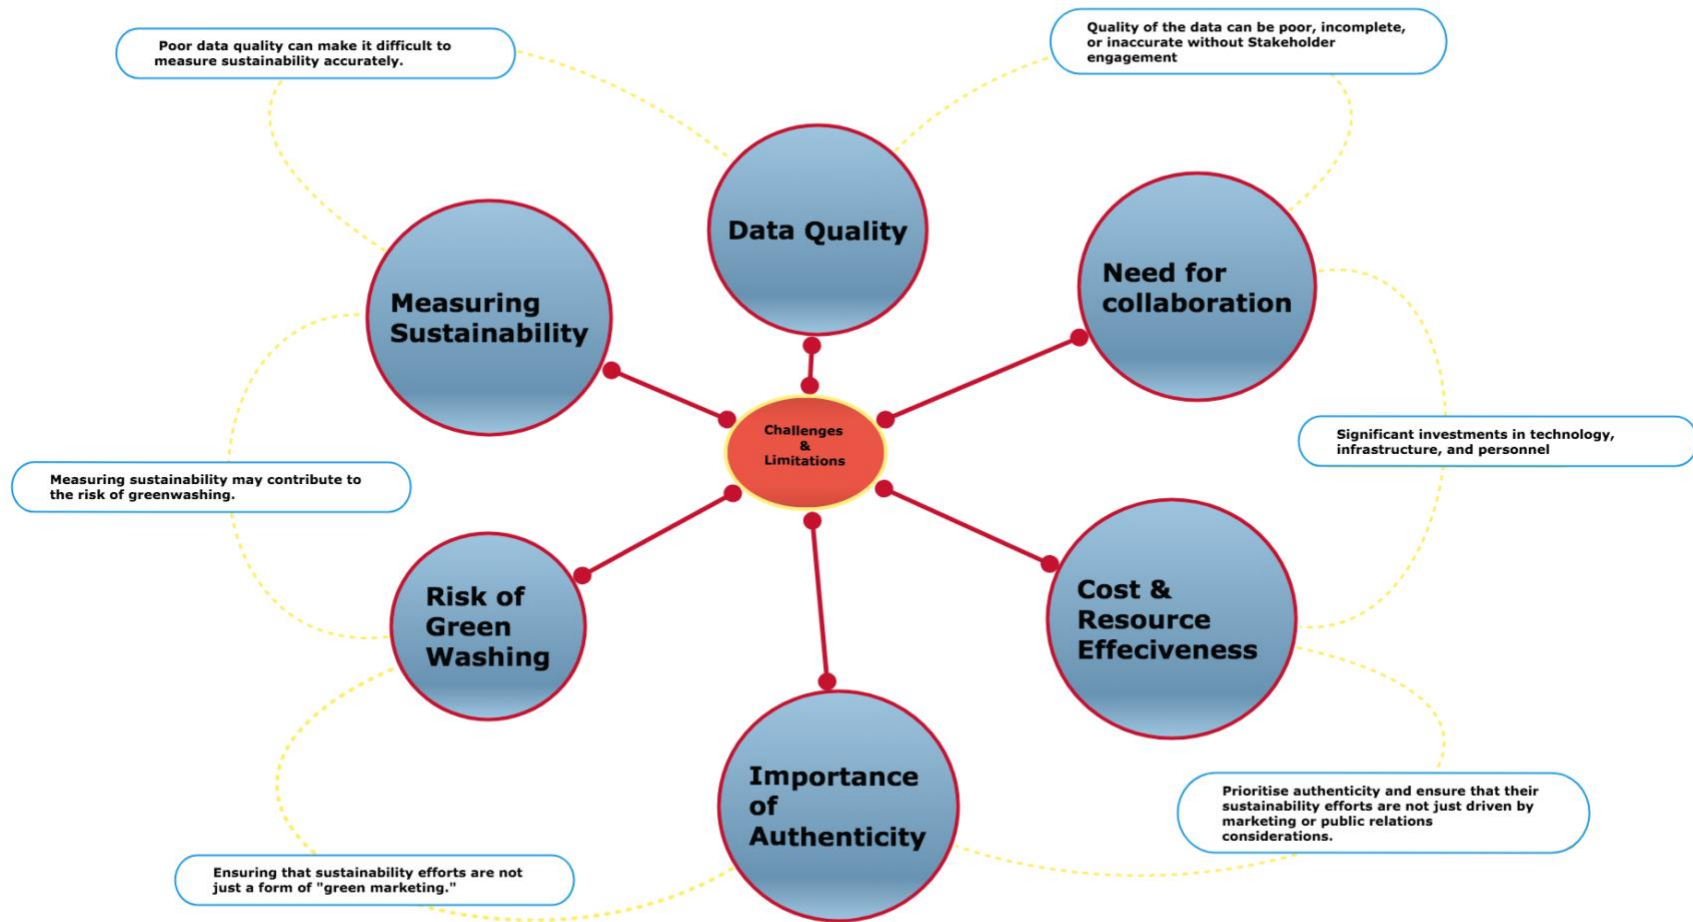 Poor data quality can make it difficult to
measure sustainability accurately.
Quality of the data can be poor, incomplete,
or inaccurate without Stakeholder
engagement
Data Quality
Need for
collaboration
Measuring
Sustainability
Challenges
&
Limitations
Significant investments in technology,
infrastructure, and personnel
Measuring sustainability may contribute to
the risk of greenwashing.
Risk of
Green
Washing
Cost &
Resource
Effeciveness
Importance
of
Authenticity
Prioritise authenticity and ensure that their
sustainability efforts are not just driven by
marketing or public relations
considerations.
Ensuring that sustainability efforts are not
just a form of "green marketing."